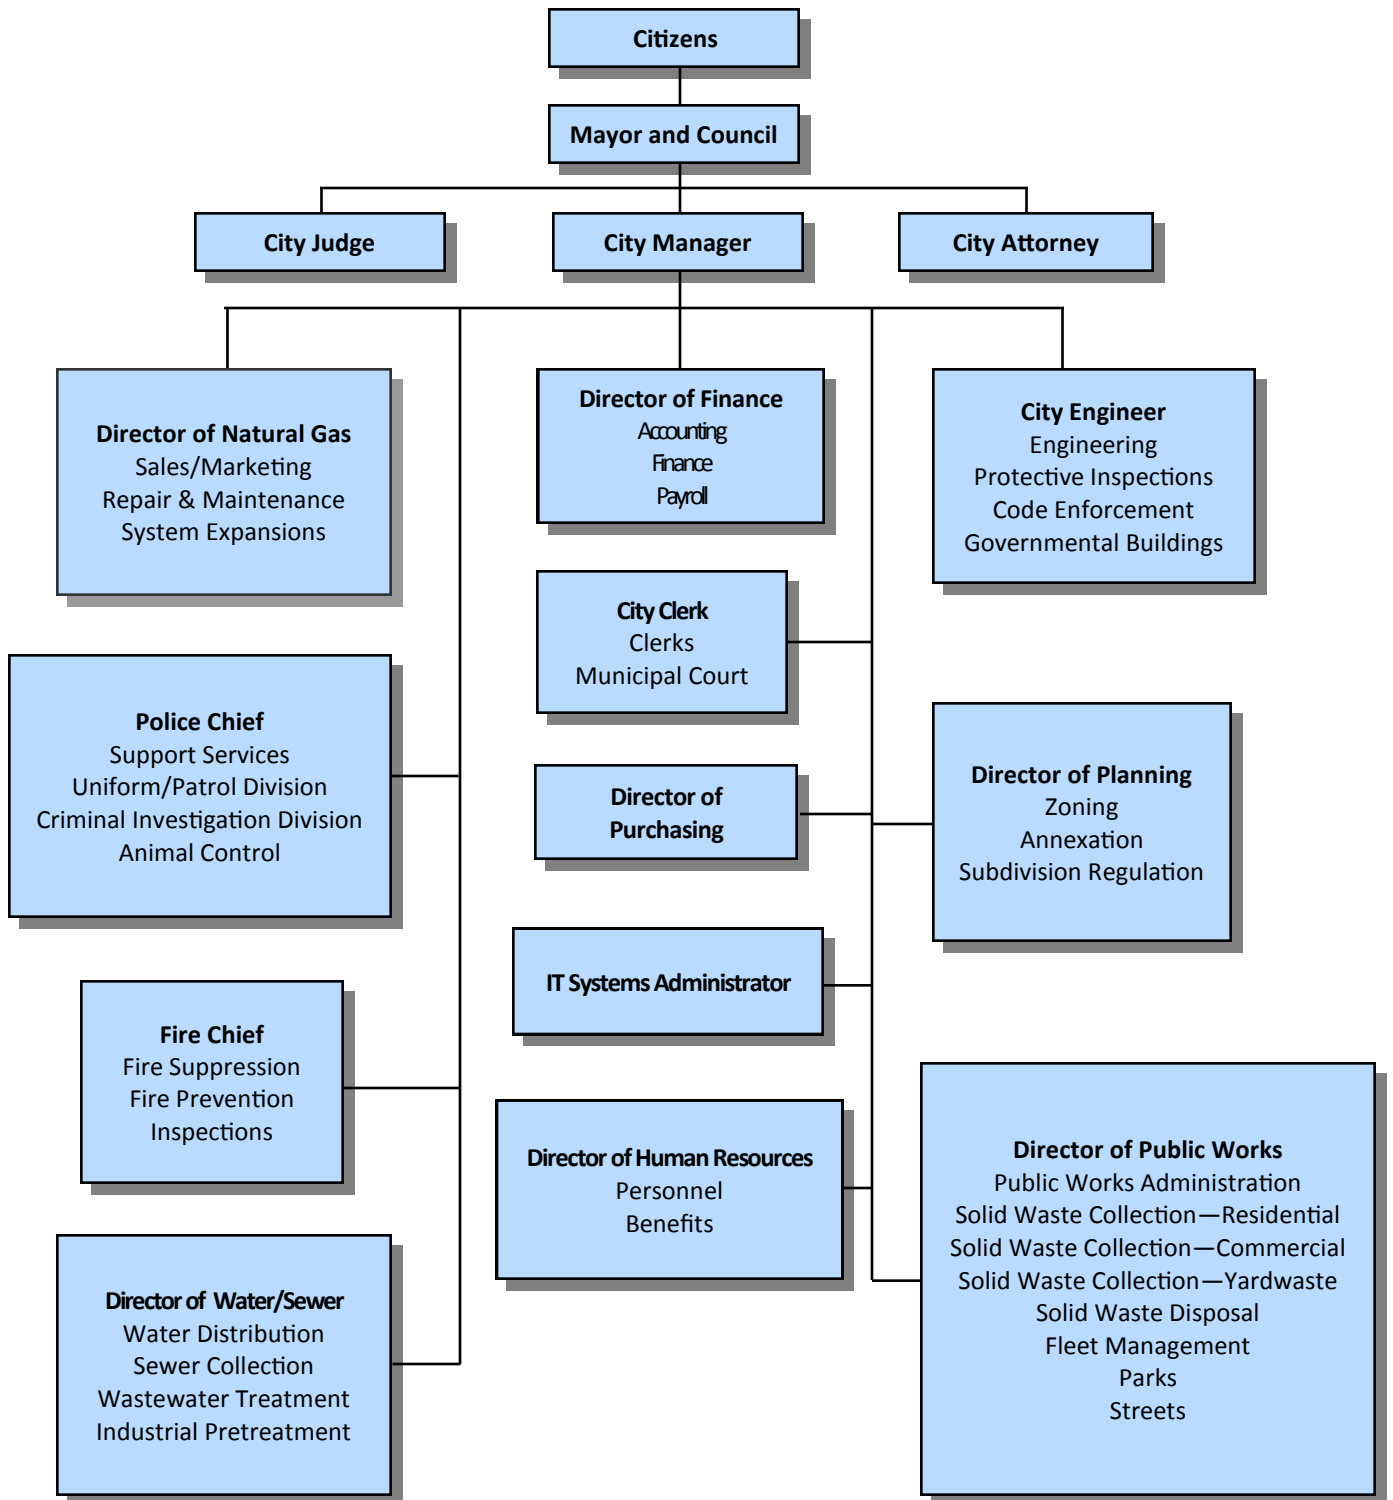 Citizens
Mayor and Council
City Judge
City Manager
City Attorney
Director of Natural Gas
Sales/Marketing
Repair & Maintenance
System Expansions
Director of Finance
Accounting
Finance
Payroll
City Engineer
Engineering
Protective Inspections
Code Enforcement
Governmental Buildings
City Clerk
Clerks
Municipal Court
Police Chief
Support Services
Uniform/Patrol Division
Criminal Investigation Division
Animal Control
Director of
Purchasing
Director of Planning
Zoning
Annexation
Subdivision Regulation
IT Systems Administrator
Fire Chief
Fire Suppression
Fire Prevention
Inspections
Director of Human Resources
Personnel
Benefits
Director of Public Works
Public Works Administration
Solid Waste Collection—Residential
Solid Waste Collection—Commercial
Solid Waste Collection—Yardwaste
Solid Waste Disposal
Fleet Management
Parks
Streets
Director of Water/Sewer
Water Distribution
Sewer Collection
Wastewater Treatment
Industrial Pretreatment